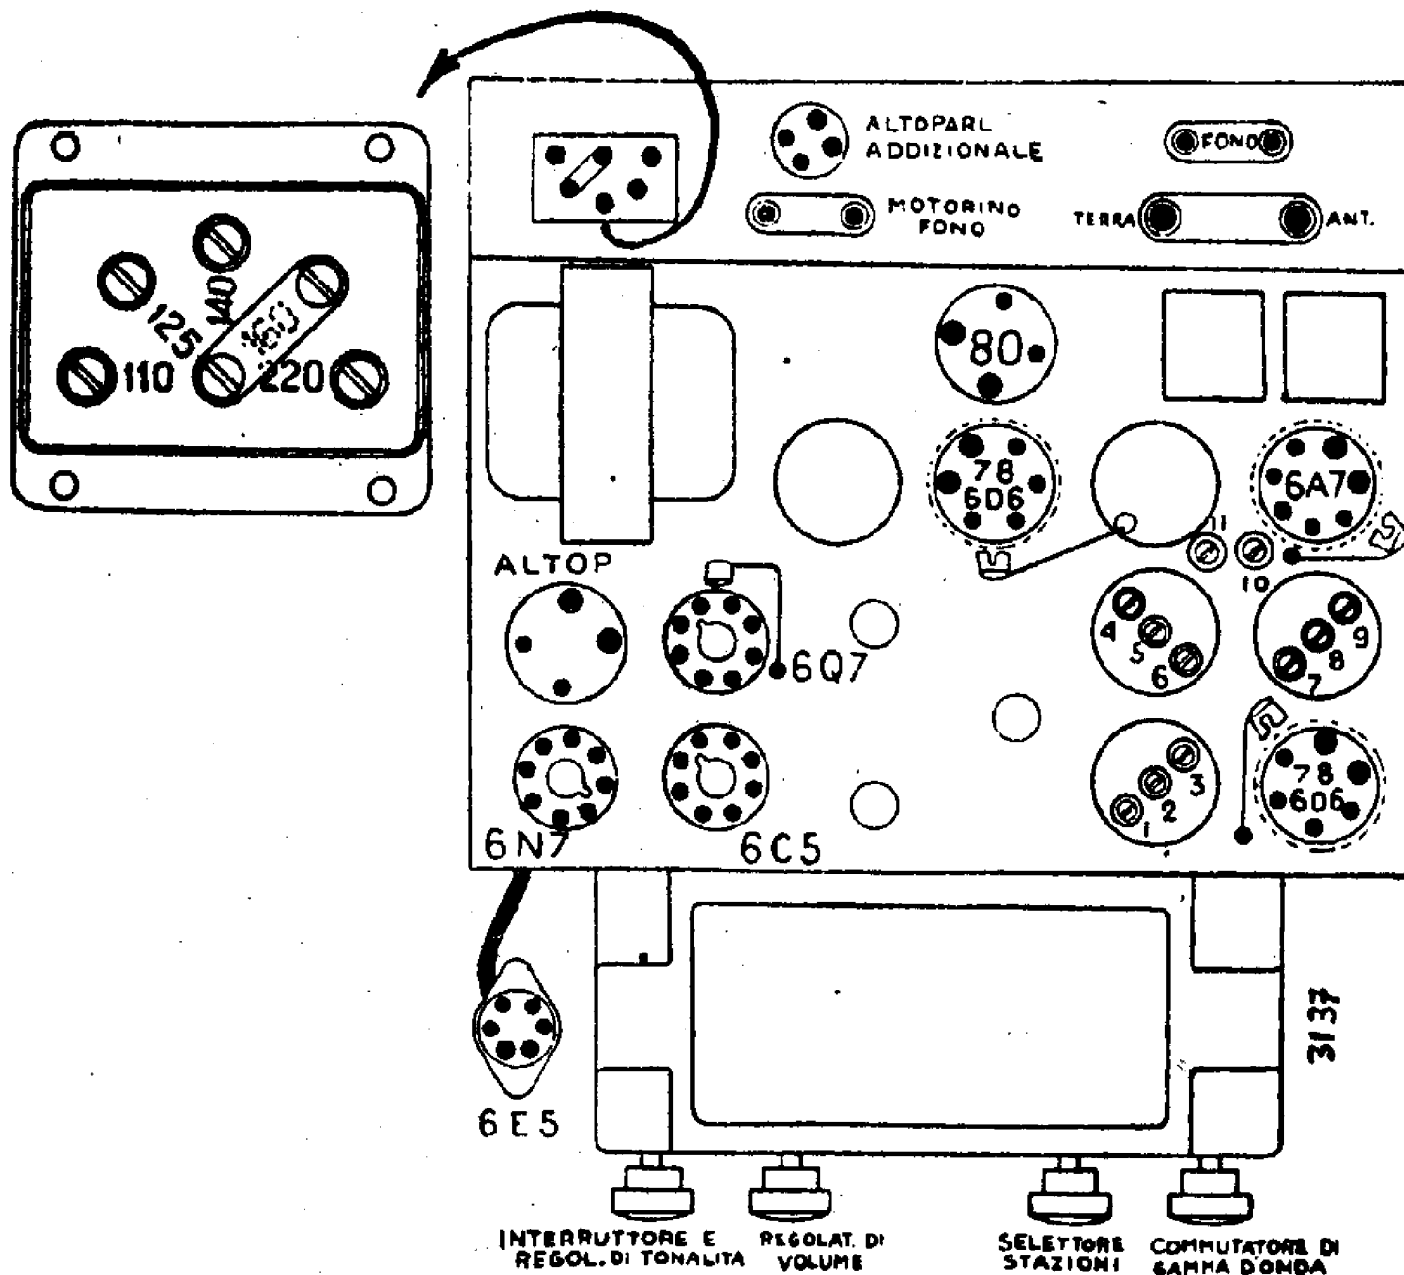 ALTOPARL
ADDIZIONALE
FONO
MOTORINO
FONO
TERRA
ANT.
140
125
160
110
220
80
78
6D6
6A7
11
10
ALTOP
4
5
6
9
8
7
6Q7
3
2
1
78
6D6
6N7
6C5
3137
6E5
INTERRUTTORE E
REGOL. DI TONALITA
REGOLAT. DI
VOLUME
SELETTORE
STAZIONI
COMMUTATORE DI
GAMMA D'ONDA